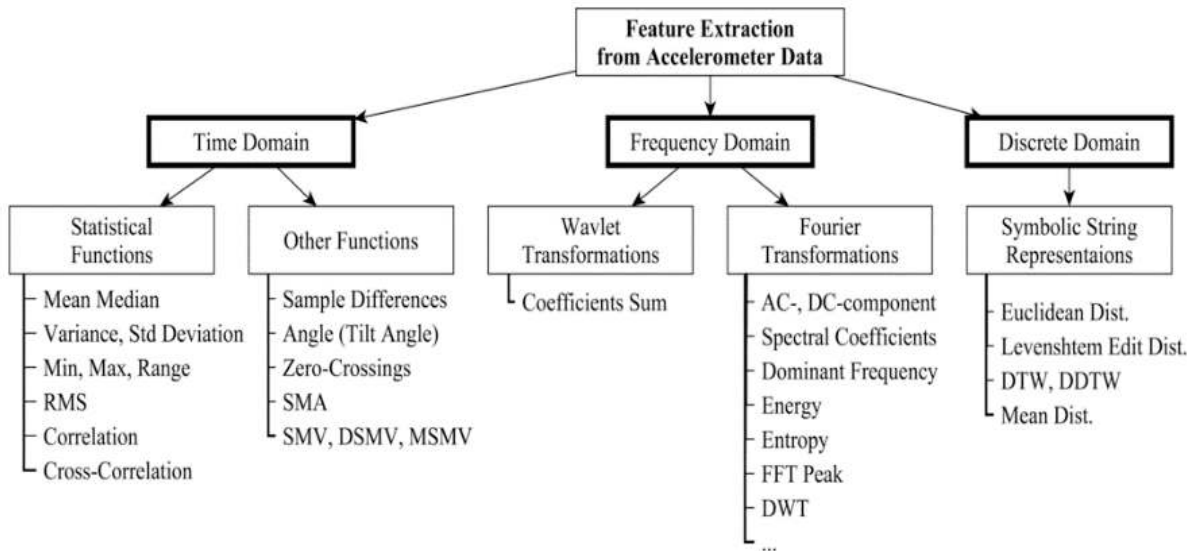 Feature Extraction
from Accelerometer Data
Time Domain
Frequency Domain
Discrete Domain
Statistical
Functions
Other Functions
Wavlet
Transformations
Fourier
Transformations
Symbolic String
Representaions
Mean Median
Variance, Std Deviation
Min, Max, Range
RMS
Correlation
Cross-Correlation
Sample Differences
Angle (Tilt Angle)
Zero-Crossings
SMA
SMV, DSMV, MSMV
Coefficients Sum
AC-, DC-component
Spectral Coefficients
Dominant Frequency
Energy
Entropy
FFT Peak
DWT
...
Euclidean Dist.
Levenshtem Edit Dist.
DTW, DDTW
Mean Dist.